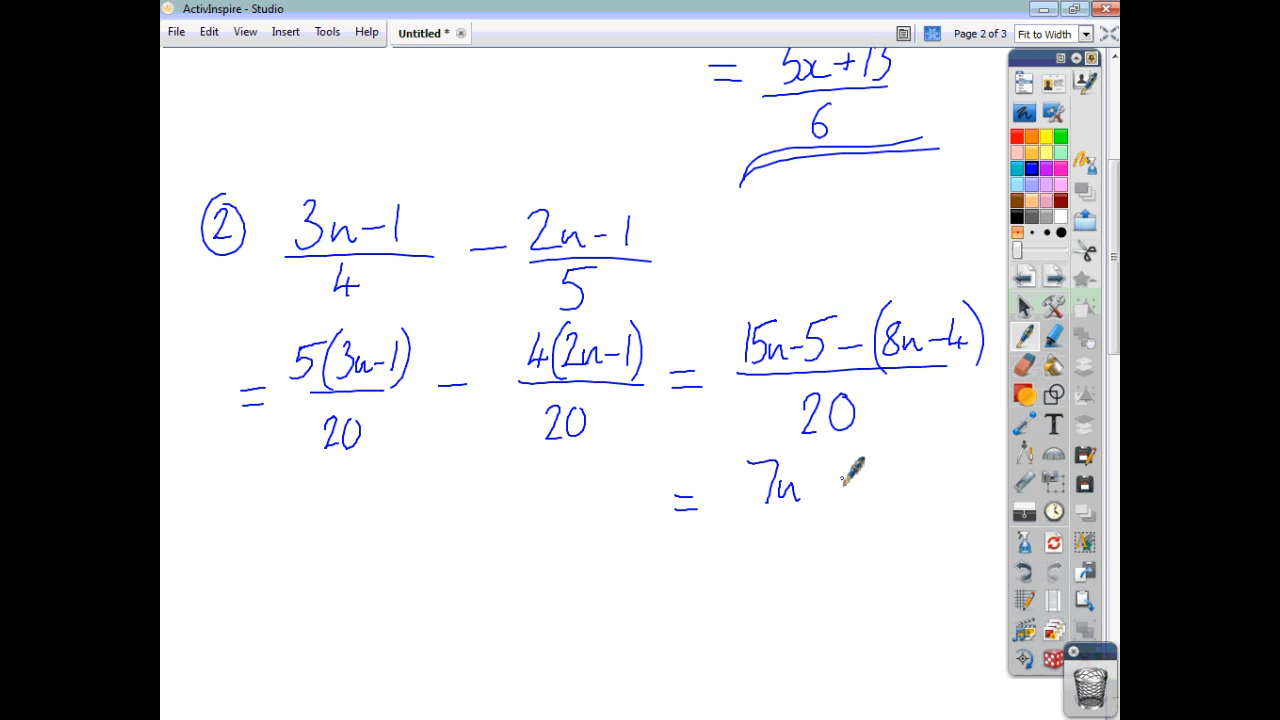 ActivInspire - Studio
File Edit View Insert Tools Help Untitled * Page 2 of 3 Fit to Width
= 5x+13
6
2 3n-1 - 2n-1
4 5
= 5(3n-1) - 4(2n-1) = 15n-5-(8n-4)
20 20 20
= 7n